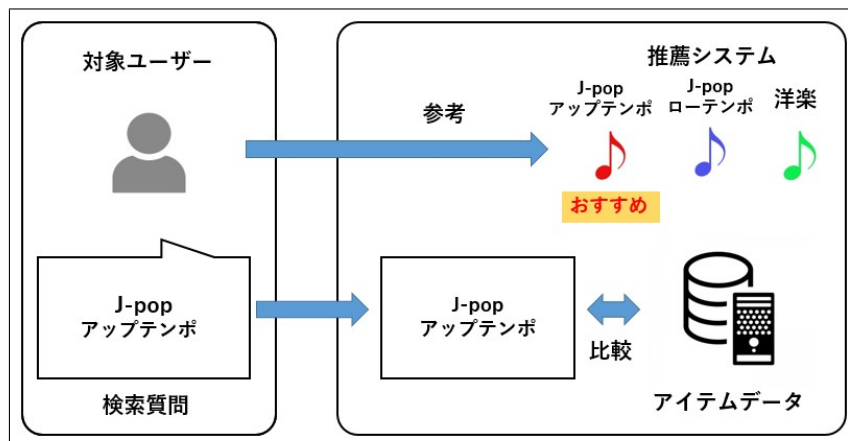 対象ユーザー
J-pop
アップテンポ
検索質問
推薦システム
参考
J-pop
アップテンポ
J-pop
ローテンポ
洋楽
おすすめ
J-pop
アップテンポ
比較
アイテムデータ